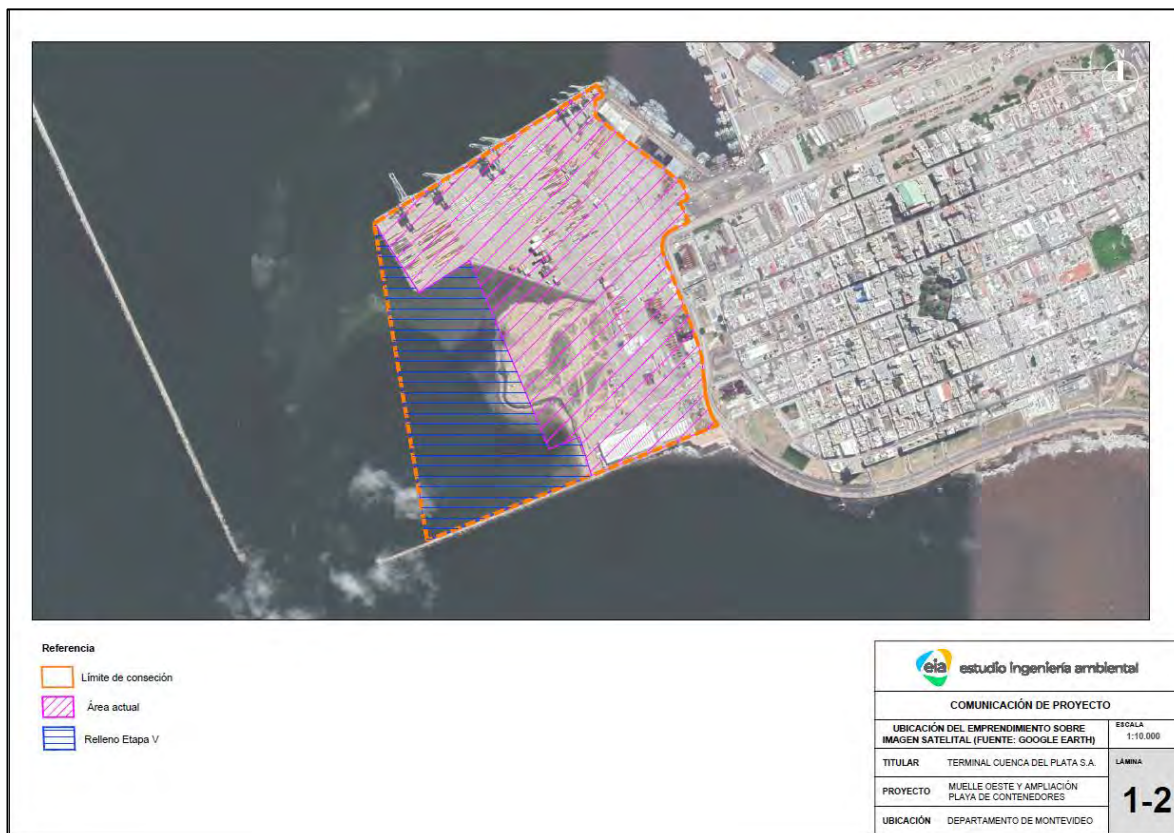 N
Referencia
Límite de conseción
Área actual
Relleno Etapa V
eia estudio ingeniería ambiental
COMUNICACIÓN DE PROYECTO
UBICACIÓN DEL EMPRENDIMIENTO SOBRE
IMAGEN SATELITAL (FUENTE: GOOGLE EARTH)
ESCALA
1:10.000
TITULAR TERMINAL CUENCA DEL PLATA S.A.
LÁMINA
PROYECTO MUELLE OESTE Y AMPLIACIÓN
PLAYA DE CONTENEDORES
1-2
UBICACIÓN DEPARTAMENTO DE MONTEVIDEO